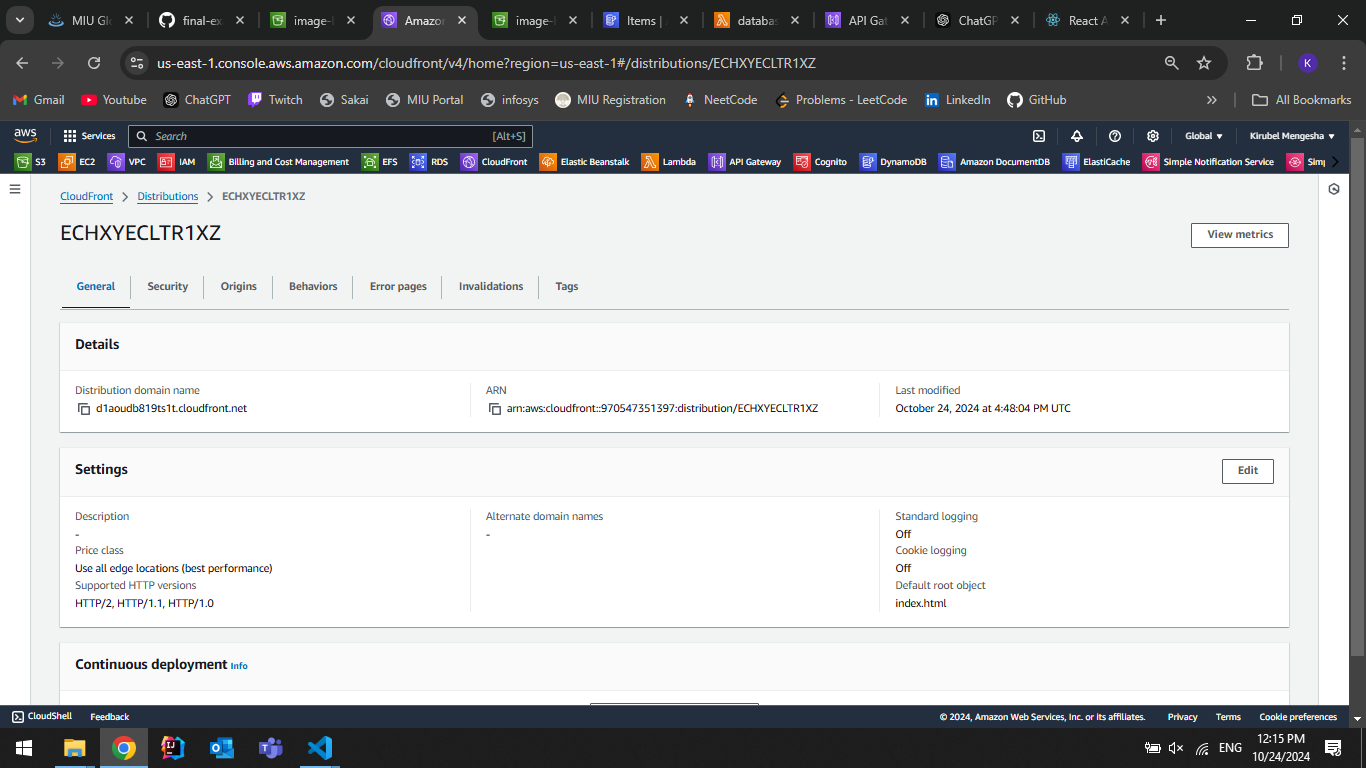 MIU Glo
final-ex
image-l
Amazon
image-l
Items | A
databas
API Gat
ChatGP
React A
us-east-1.console.aws.amazon.com/cloudfront/v4/home?region=us-east-1#/distributions/ECHXYECLTR1XZ
K
Gmail
YouTube
ChatGPT
Twitch
Sakai
MIU Portal
infosys
MIU Registration
NeetCode
Problems - LeetCode
LinkedIn
GitHub
All Bookmarks
aws
Services
Search
[Alt+S]
Global
Kirubel Mengesha
S3
EC2
VPC
IAM
Billing and Cost Management
EFS
RDS
CloudFront
Elastic Beanstalk
Lambda
API Gateway
Cognito
DynamoDB
Amazon DocumentDB
ElastiCache
Simple Notification Service
Simp
CloudFront > Distributions > ECHXYECLTR1XZ
ECHXYECLTR1XZ
View metrics
General
Security
Origins
Behaviors
Error pages
Invalidations
Tags
Details
Distribution domain name
d1aoudb819ts1t.cloudfront.net
ARN
arn:aws:cloudfront::970547351397:distribution/ECHXYECLTR1XZ
Last modified
October 24, 2024 at 4:48:04 PM UTC
Settings
Edit
Description
-
Price class
Use all edge locations (best performance)
Supported HTTP versions
HTTP/2, HTTP/1.1, HTTP/1.0
Alternate domain names
-
Standard logging
Off
Cookie logging
Off
Default root object
index.html
Continuous deployment Info
CloudShell
Feedback
© 2024, Amazon Web Services, Inc. or its affiliates.
Privacy
Terms
Cookie preferences
ENG
12:15 PM
10/24/2024